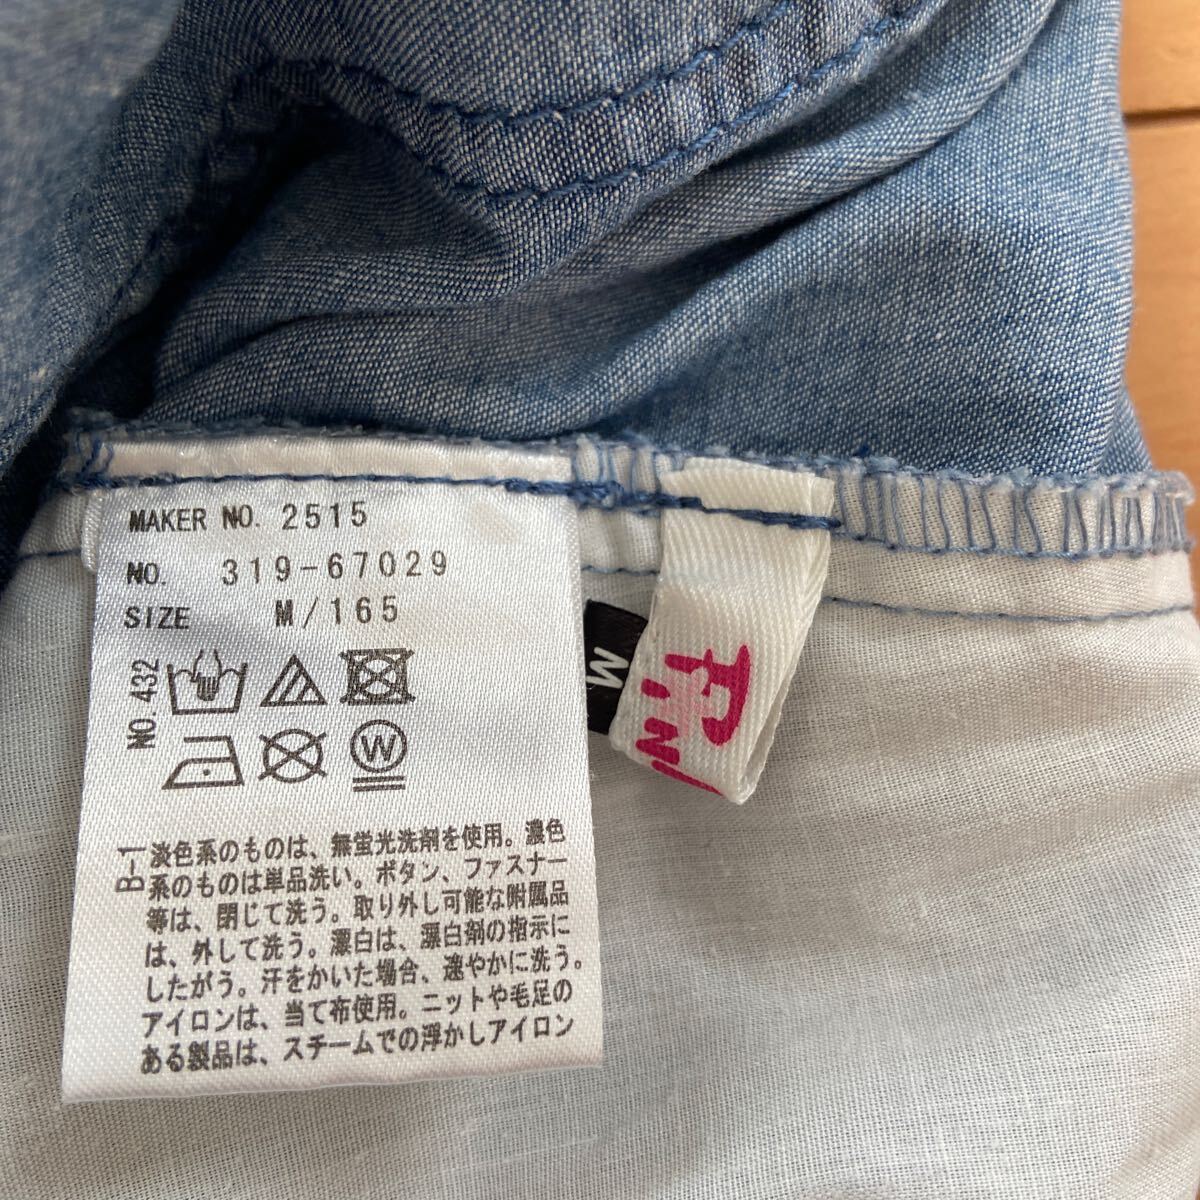 MAKER NO. 2515
NO. 319-67029
SIZE M/165
NO. 432
W
B-1
淡色系のものは、無蛍光洗剤を使用。濃色
系のものは単品洗い。ボタン、ファスナー
等は、閉じて洗う。取り外し可能な附属品
は、外して洗う。漂白は、漂白剤の指示に
したがう。汗をかいた場合、速やかに洗う。
アイロンは、当て布使用。ニットや毛足の
ある製品は、スチームでの浮かしアイロン
M